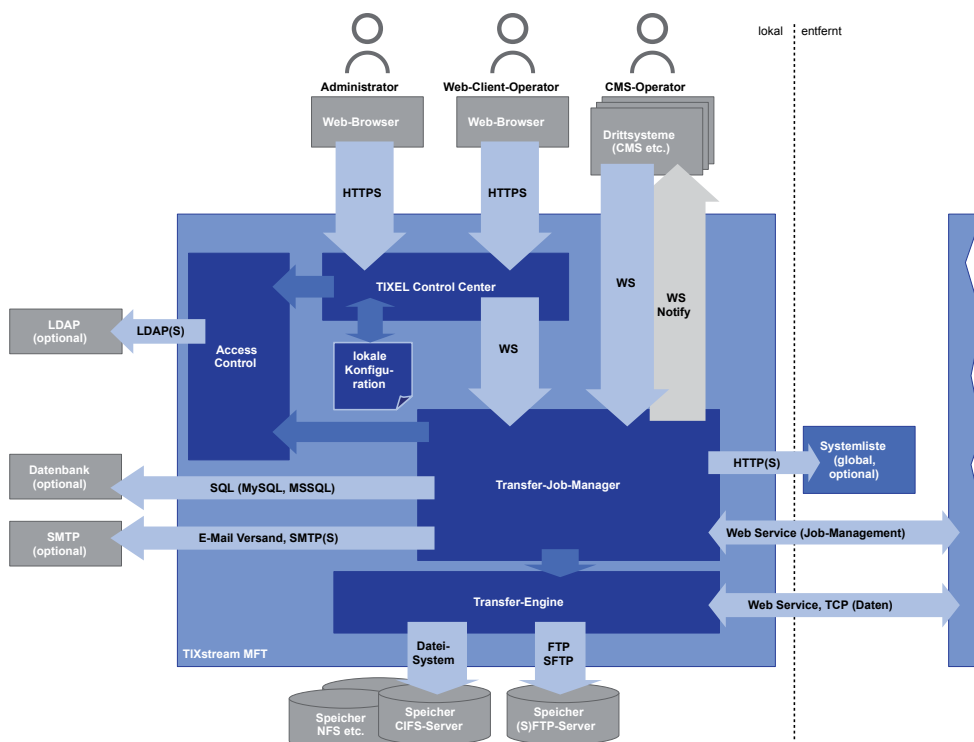 lokal
entfernt
Administrator
Web-Client-Operator
CMS-Operator
Web-Browser
Web-Browser
Drittsysteme
(CMS etc.)
HTTPS
HTTPS
TIXEL Control Center
WS
WS
Notify
LDAP
(optional)
LDAP(S)
Access
Control
lokale
Konfigu-
ration
WS
Datenbank
(optional)
SQL (MySQL, MSSQL)
Transfer-Job-Manager
HTTP(S)
Systemliste
(global,
optional)
SMTP
(optional)
E-Mail Versand, SMTP(S)
Web Service (Job-Management)
Transfer-Engine
Web Service, TCP (Daten)
Datei-
System
FTP
SFTP
TIXstream MFT
Speicher
NFS etc.
Speicher
CIFS-Server
Speicher
(S)FTP-Server